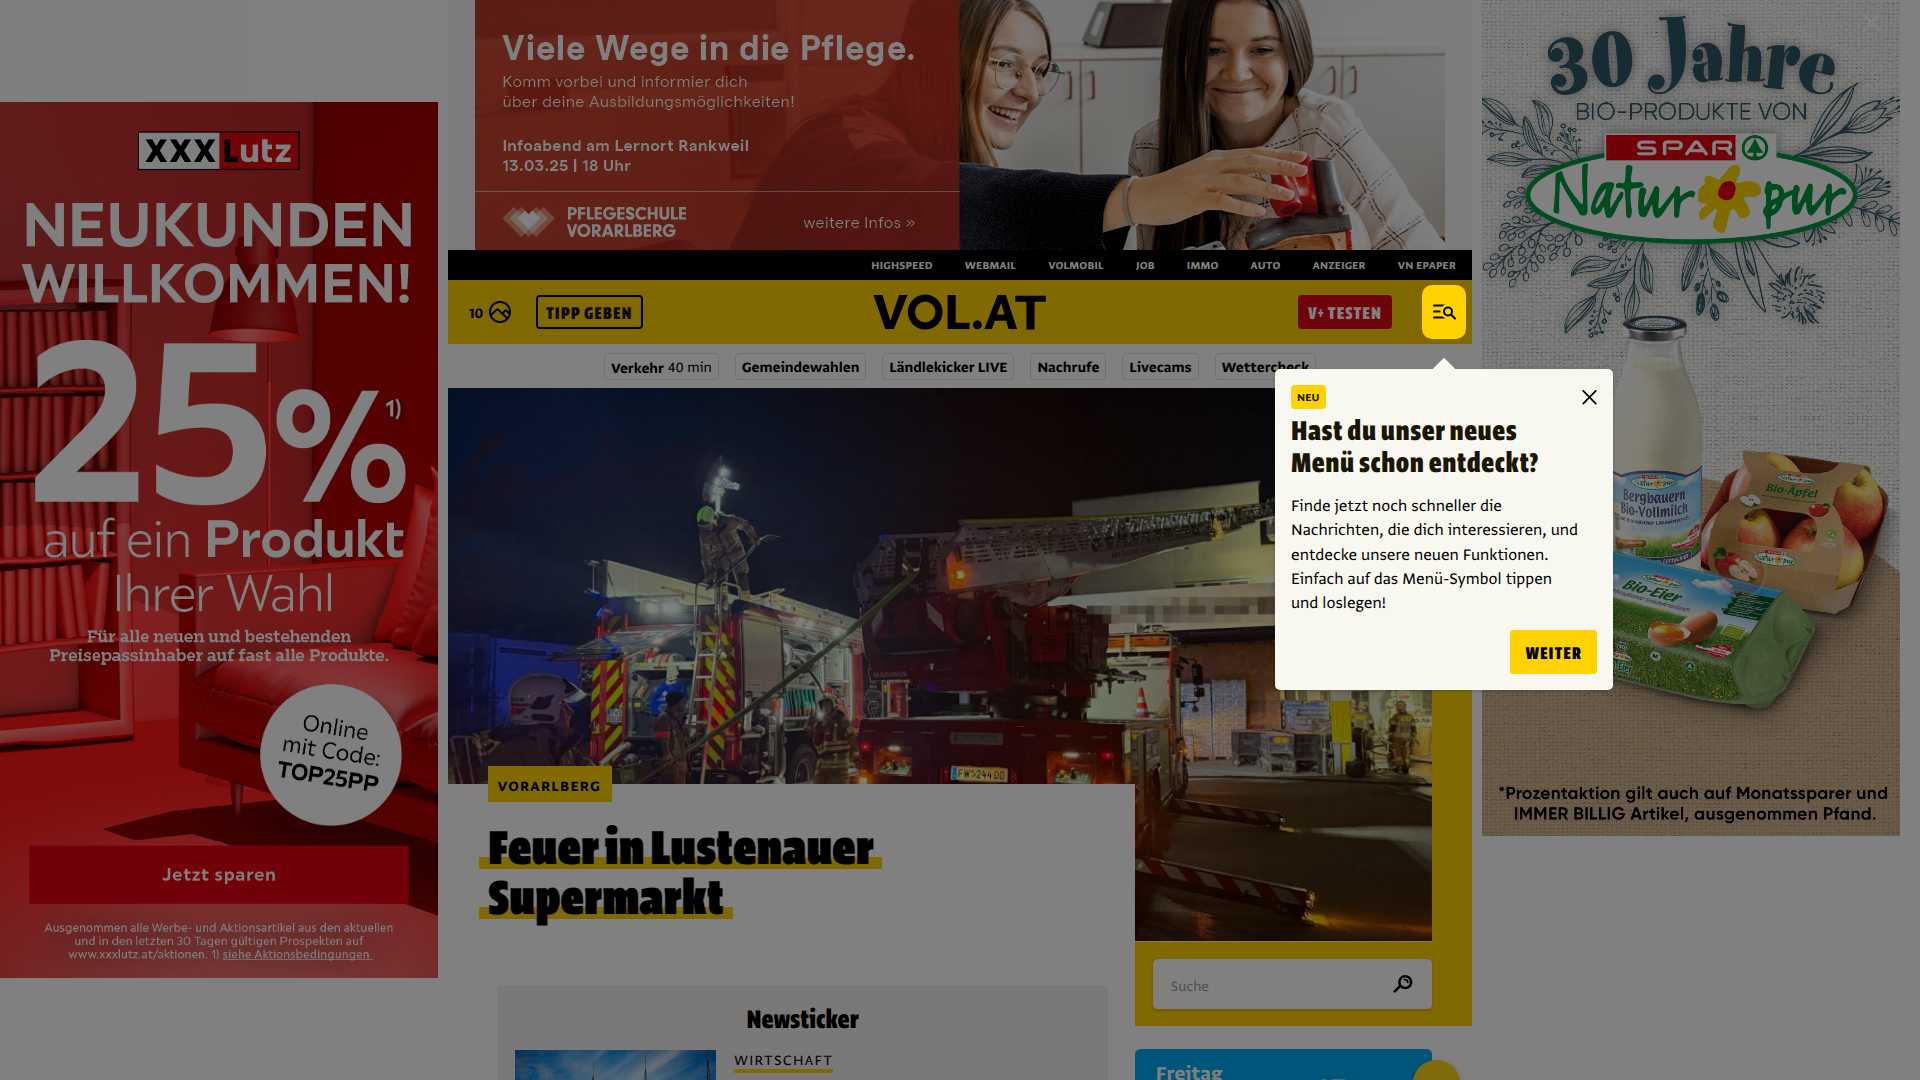 Viele Wege in die Pflege.
Komm vorbei und informier dich
über deine Ausbildungsmöglichkeiten!
Infoabend am Lernort Rankweil
13.03.25 | 18 Uhr
PFLEGESCHULE
VORARLBERG
weitere Infos »
XXXLutz
NEUKUNDEN
WILLKOMMEN!
25%¹⁾
auf ein Produkt
Ihrer Wahl
Für alle neuen und bestehenden
Preisepassinhaber auf fast alle Produkte.
Online
mit Code:
TOP25PP
Jetzt sparen
Ausgenommen alle Werbe- und Aktionsartikel aus den aktuellen
und in den letzten 30 Tagen gültigen Prospekten auf
www.xxxlutz.at/aktionen. 1) siehe Aktionsbedingungen
HIGHSPEED WEBMAIL VOLMOBIL JOB IMMO AUTO ANZEIGER VN EPAPER
10 TIPP GEBEN VOL.AT V+ TESTEN
Verkehr 40 min Gemeindewahlen Ländlekicker LIVE Nachrufe Livecams Wettercheck
NEU
Hast du unser neues
Menü schon entdeckt?
Finde jetzt noch schneller die
Nachrichten, die dich interessieren, und
entdecke unsere neuen Funktionen.
Einfach auf das Menü-Symbol tippen
und loslegen!
WEITER
FW 244 00
VORARLBERG
Feuer in Lustenauer
Supermarkt
Suche
Newsticker
WIRTSCHAFT
Freitag
30 Jahre
BIO-PRODUKTE VON
SPAR
Natur pur
Bergbauern
Bio-Vollmilch
Bio-Äpfel
Bio-Eier
*Prozentaktion gilt auch auf Monatssparer und
IMMER BILLIG Artikel, ausgenommen Pfand.